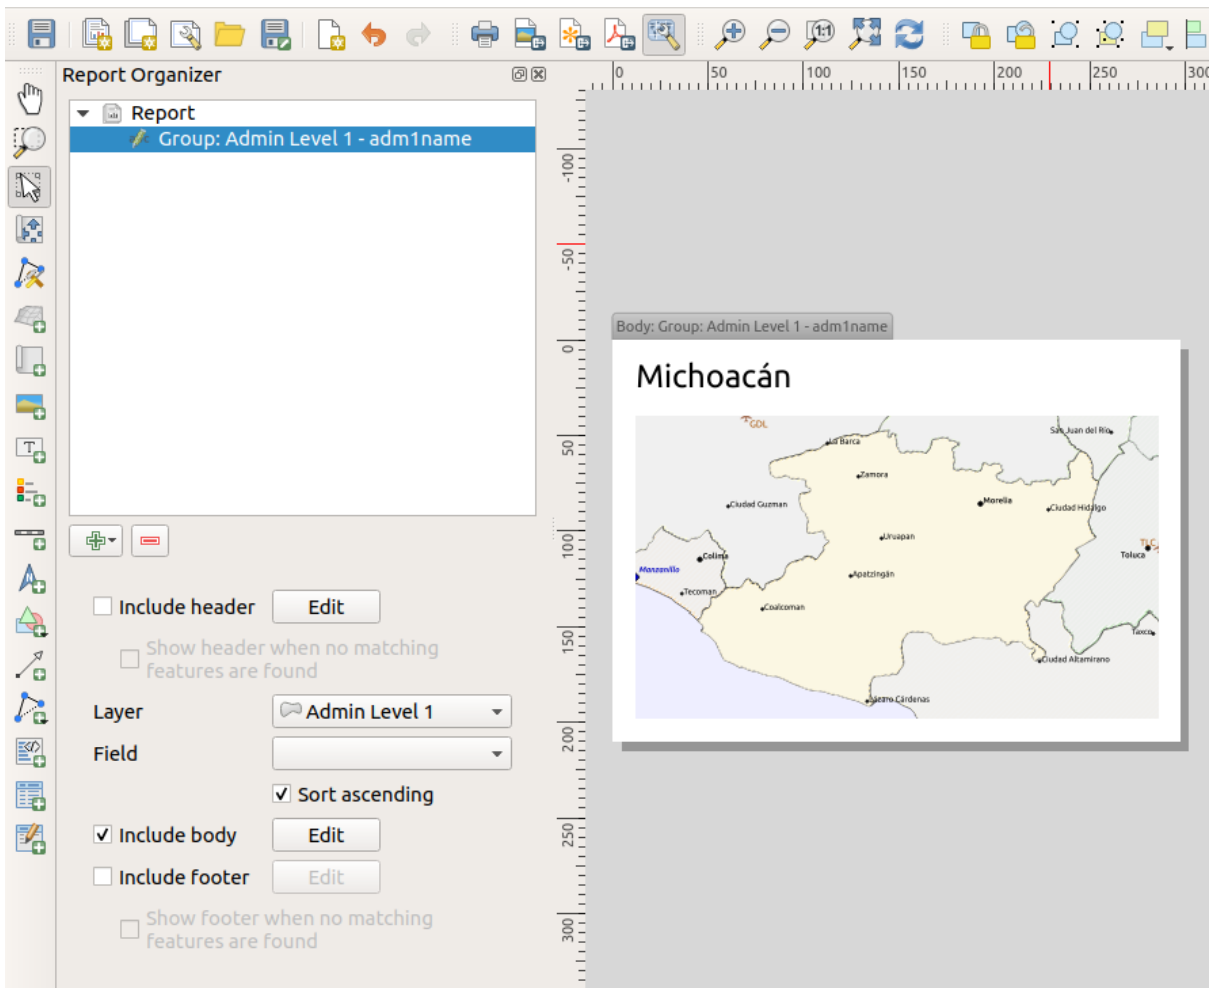 1:1
Report Organizer
Report
Group: Admin Level 1 - adm1name
Include header Edit
Show header when no matching
features are found
Layer Admin Level 1
Field
Sort ascending
Include body Edit
Include footer Edit
Show footer when no matching
features are found
0 50 100 150 200 250 300
-100
-50
0
50
100
150
200
250
300
Body: Group: Admin Level 1 - adm1name
Michoacán
GDL
La Barca
San Juan del Río
Zamora
Ciudad Guzman
Morelia
Ciudad Hidalgo
Uruapan
TLC
Toluca
Colima
Manzanillo
Apatzingán
Tecoman
Coalcoman
Taxco
Ciudad Altamirano
Lázaro Cárdenas